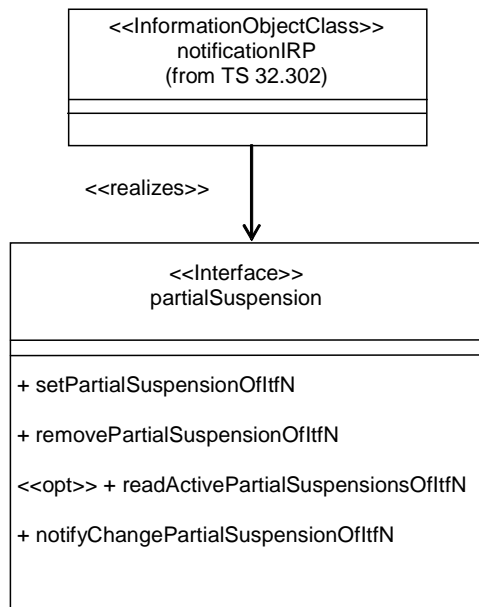 <<InformationObjectClass>>
notificationIRP
(from TS 32.302)
<<realizes>>
<<Interface>>
partialSuspension
+ setPartialSuspensionOfItfN
+ removePartialSuspensionOfItfN
<<opt>> + readActivePartialSuspensionsOfItfN
+ notifyChangePartialSuspensionOfItfN